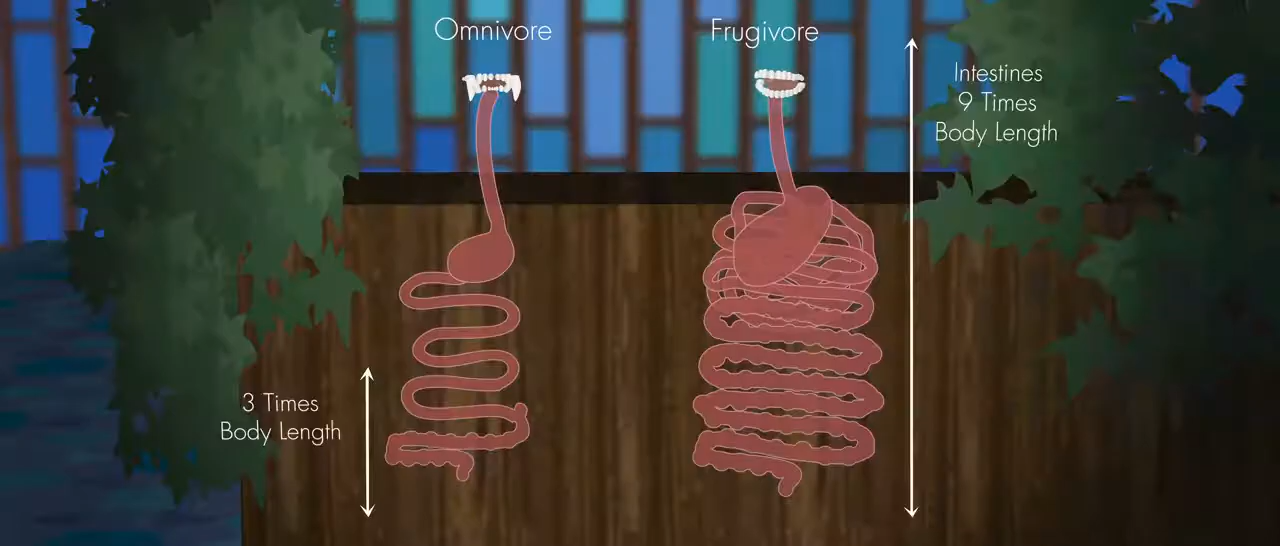 Omnivore
Frugivore
Intestines
9 Times
Body Length
3 Times
Body Length